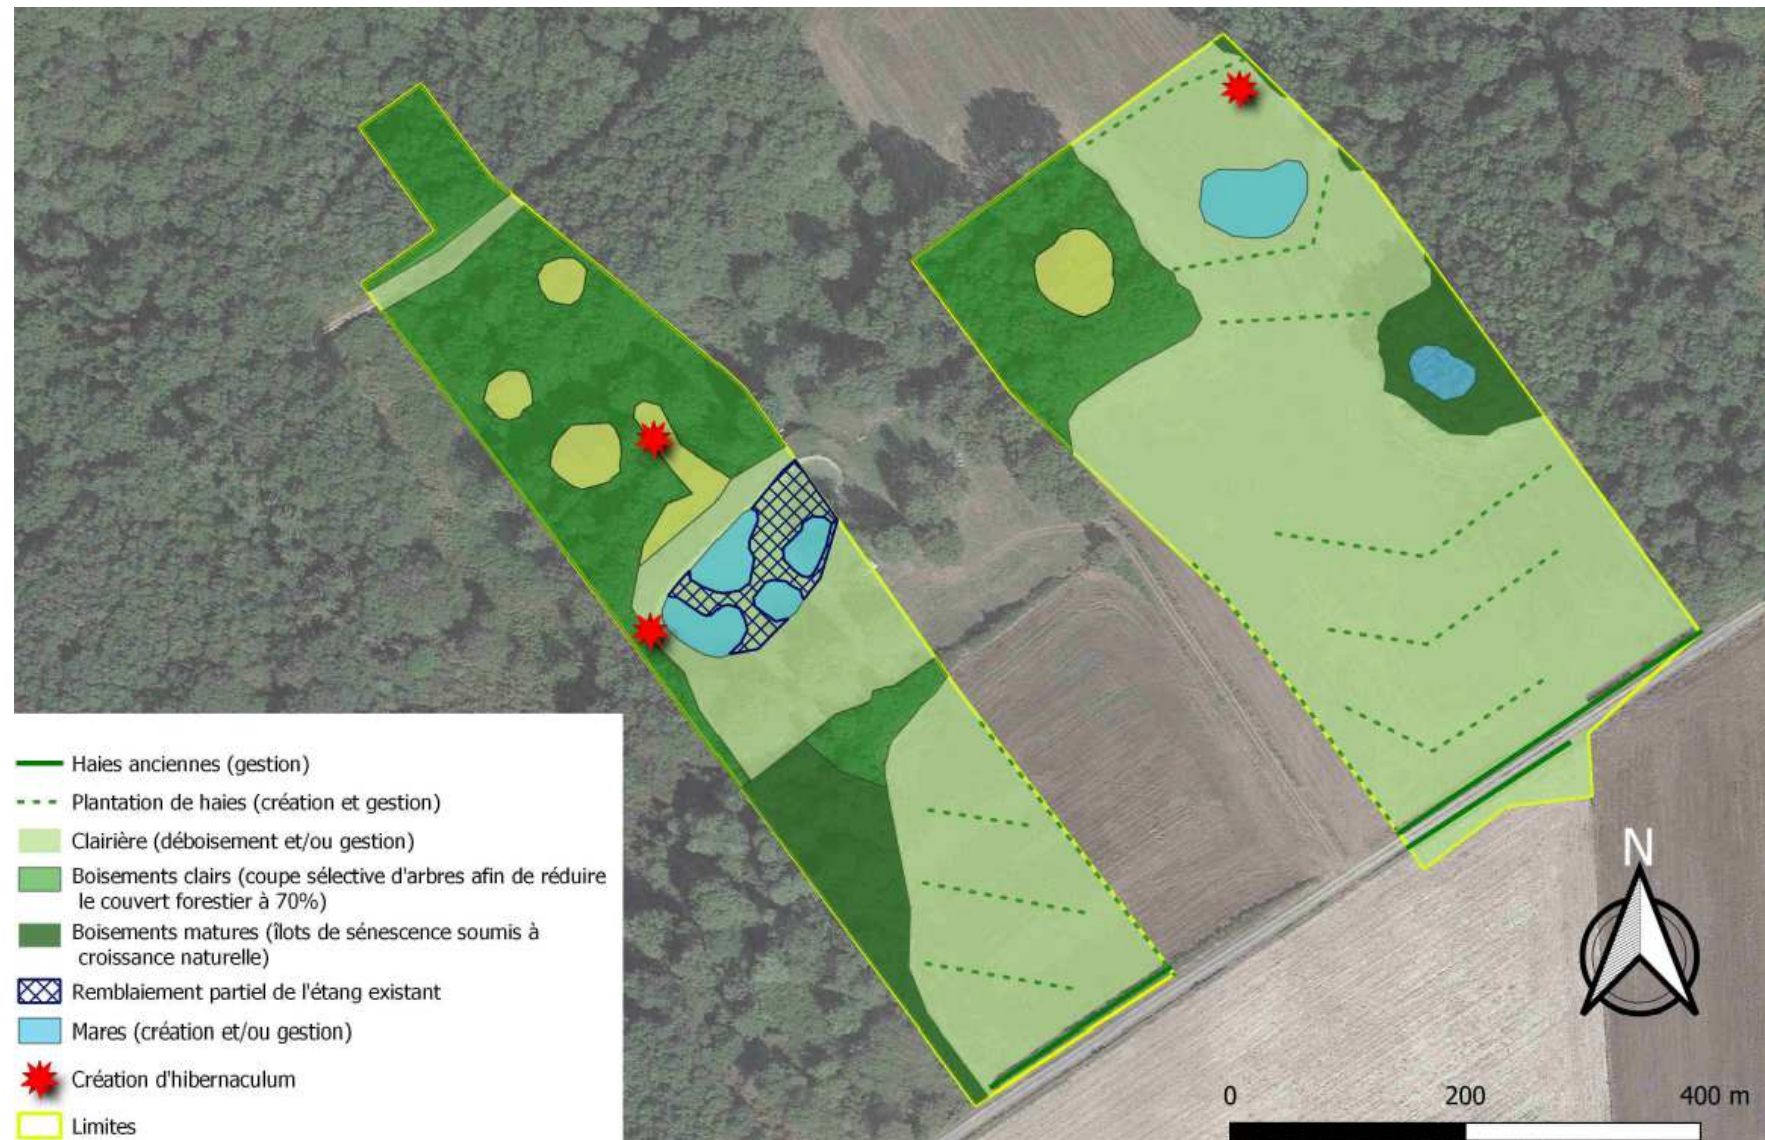 Haies anciennes (gestion)
Plantation de haies (création et gestion)
Clairière (déboisement et/ou gestion)
Boisements clairs (coupe sélective d'arbres afin de réduire
le couvert forestier à 70%)
Boisements matures (îlots de sénescence soumis à
croissance naturelle)
Remblaiement partiel de l'étang existant
Mares (création et/ou gestion)
Création d'hibernaculum
Limites
N
0 200 400 m